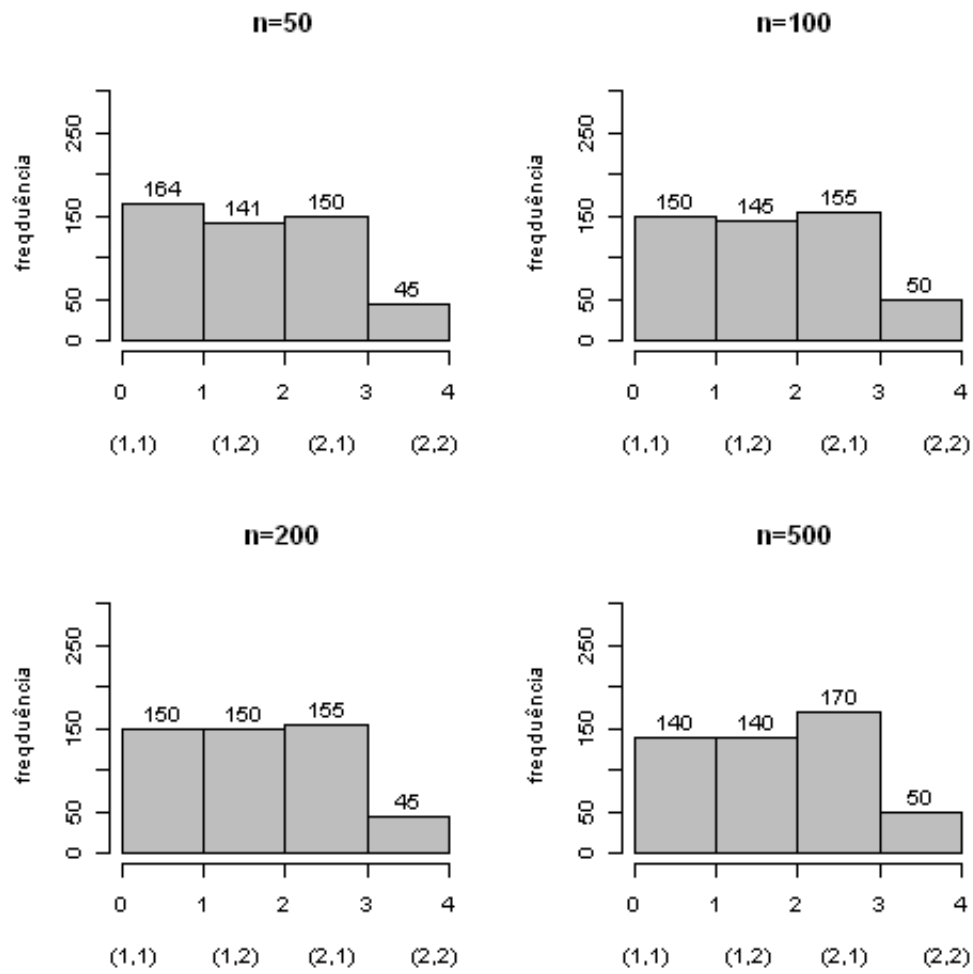 n=50
freqduência
0 50 150 250
164 141 150 45
0 1 2 3 4
(1,1) (1,2) (2,1) (2,2)
n=100
freqduência
0 50 150 250
150 145 155 50
0 1 2 3 4
(1,1) (1,2) (2,1) (2,2)
n=200
freqduência
0 50 150 250
150 150 155 45
0 1 2 3 4
(1,1) (1,2) (2,1) (2,2)
n=500
freqduência
0 50 150 250
140 140 170 50
0 1 2 3 4
(1,1) (1,2) (2,1) (2,2)